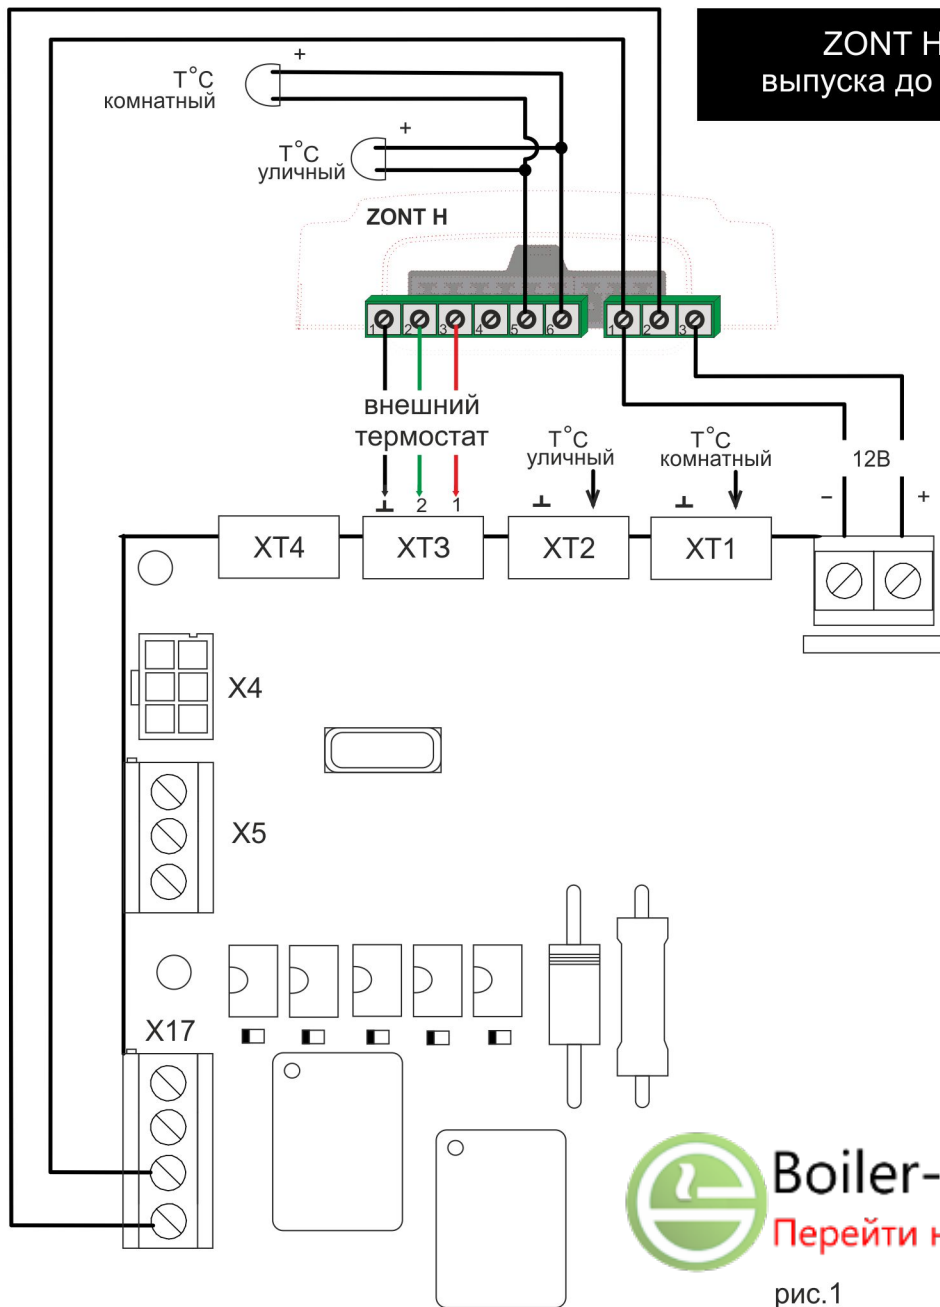 ZONT H
выпуска до
T°C
комнатный
+
T°C
уличный
+
ZONT H
1 2 3 4 5 6
1 2 3
внешний
термостат
2 1
T°C
уличный
T°C
комнатный
12В
– +
XT4
XT3
XT2
XT1
X4
X5
X17
Boiler-
Перейти н
рис.1